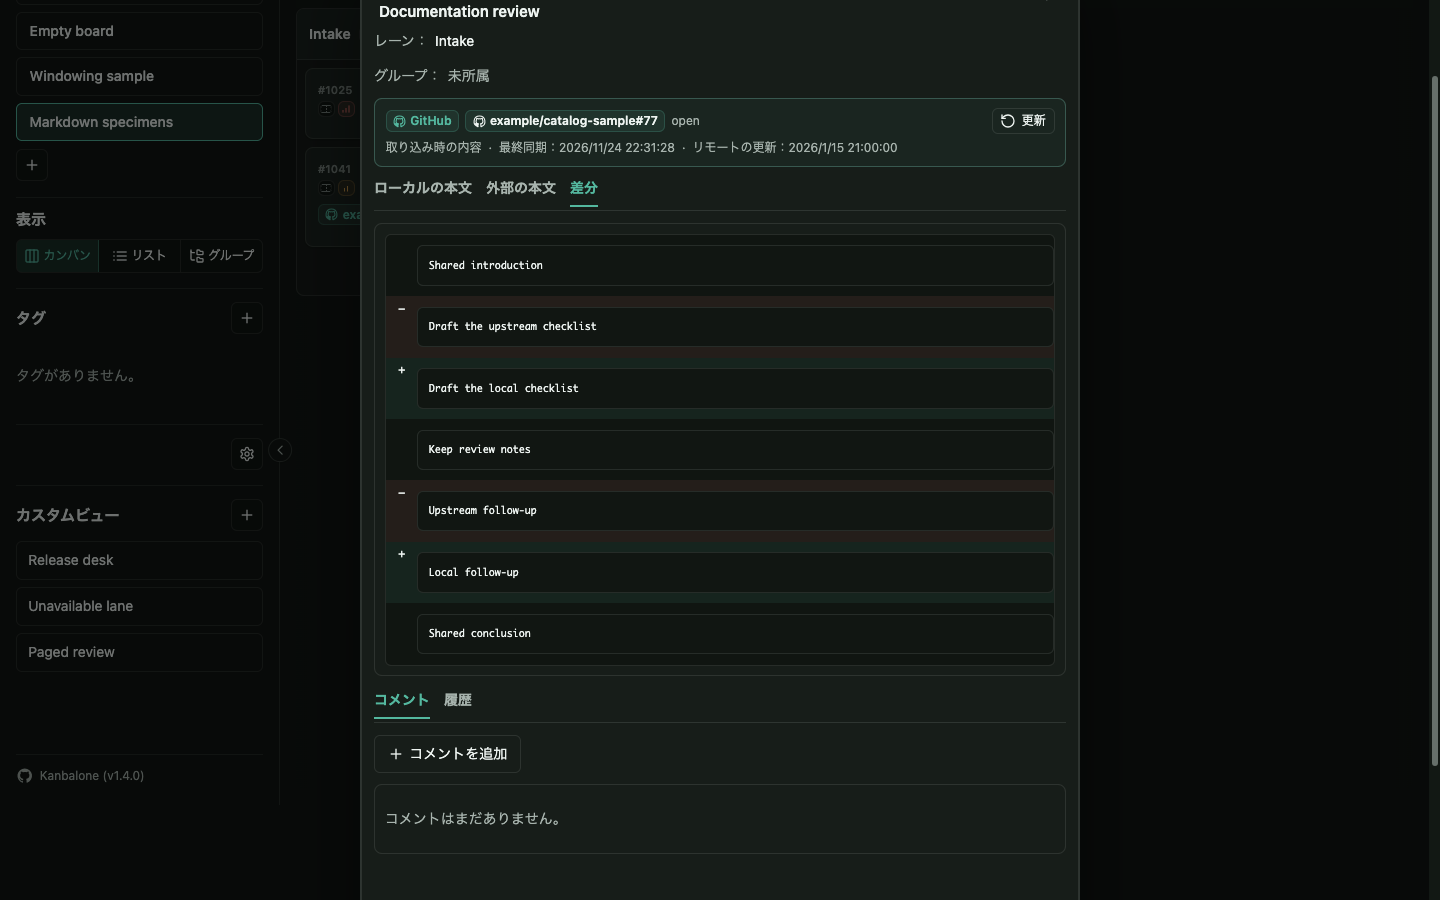 Empty board
Windowing sample
Markdown specimens
表示
カンバン
リスト
グループ
タグ
タグがありません。
カスタムビュー
Release desk
Unavailable lane
Paged review
Kanbalone (v1.4.0)
Intake
#1025
#1041
exa
Documentation review
レーン： Intake
グループ： 未所属
GitHub example/catalog-sample#77 open
更新
取り込み時の内容 · 最終同期：2026/11/24 22:31:28 · リモートの更新：2026/1/15 21:00:00
ローカルの本文 外部の本文 差分
Shared introduction
− Draft the upstream checklist
+ Draft the local checklist
Keep review notes
− Upstream follow-up
+ Local follow-up
Shared conclusion
コメント 履歴
+ コメントを追加
コメントはまだありません。